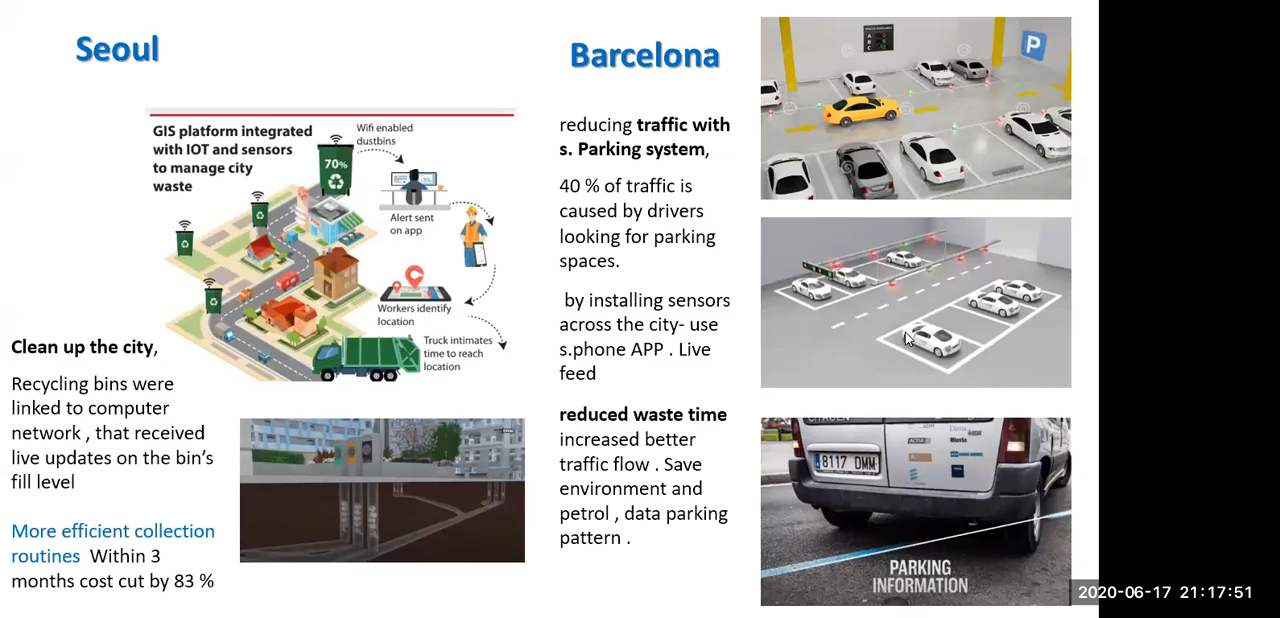 Seoul
GIS platform integrated
with IOT and sensors
to manage city
waste
Wifi enabled
dustbins
70%
Alert sent
on app
Workers identify
location
Truck intimates
time to reach
location
Clean up the city,
Recycling bins were
linked to computer
network , that received
live updates on the bin's
fill level
More efficient collection
routines Within 3
months cost cut by 83 %
Barcelona
reducing traffic with
s. Parking system,
40 % of traffic is
caused by drivers
looking for parking
spaces.
by installing sensors
across the city- use
s.phone APP . Live
feed
reduced waste time
increased better
traffic flow . Save
environment and
petrol , data parking
pattern .
P
A
B
C
CITROEN
8117 DMM
PARKING
INFORMATION
2020-06-17 21:17:51